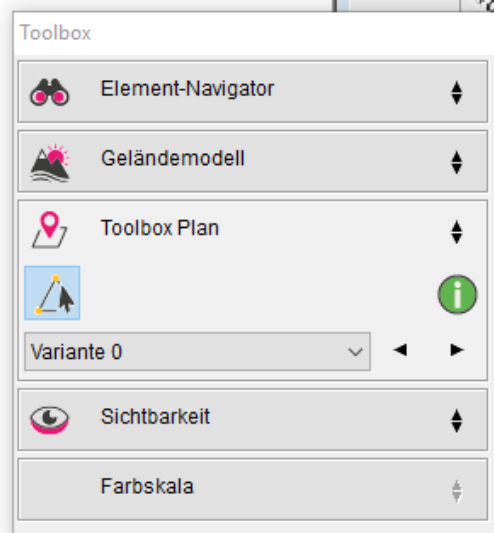 Toolbox
Element-Navigator
Geländemodell
Toolbox Plan
Variante 0
Sichtbarkeit
Farbskala